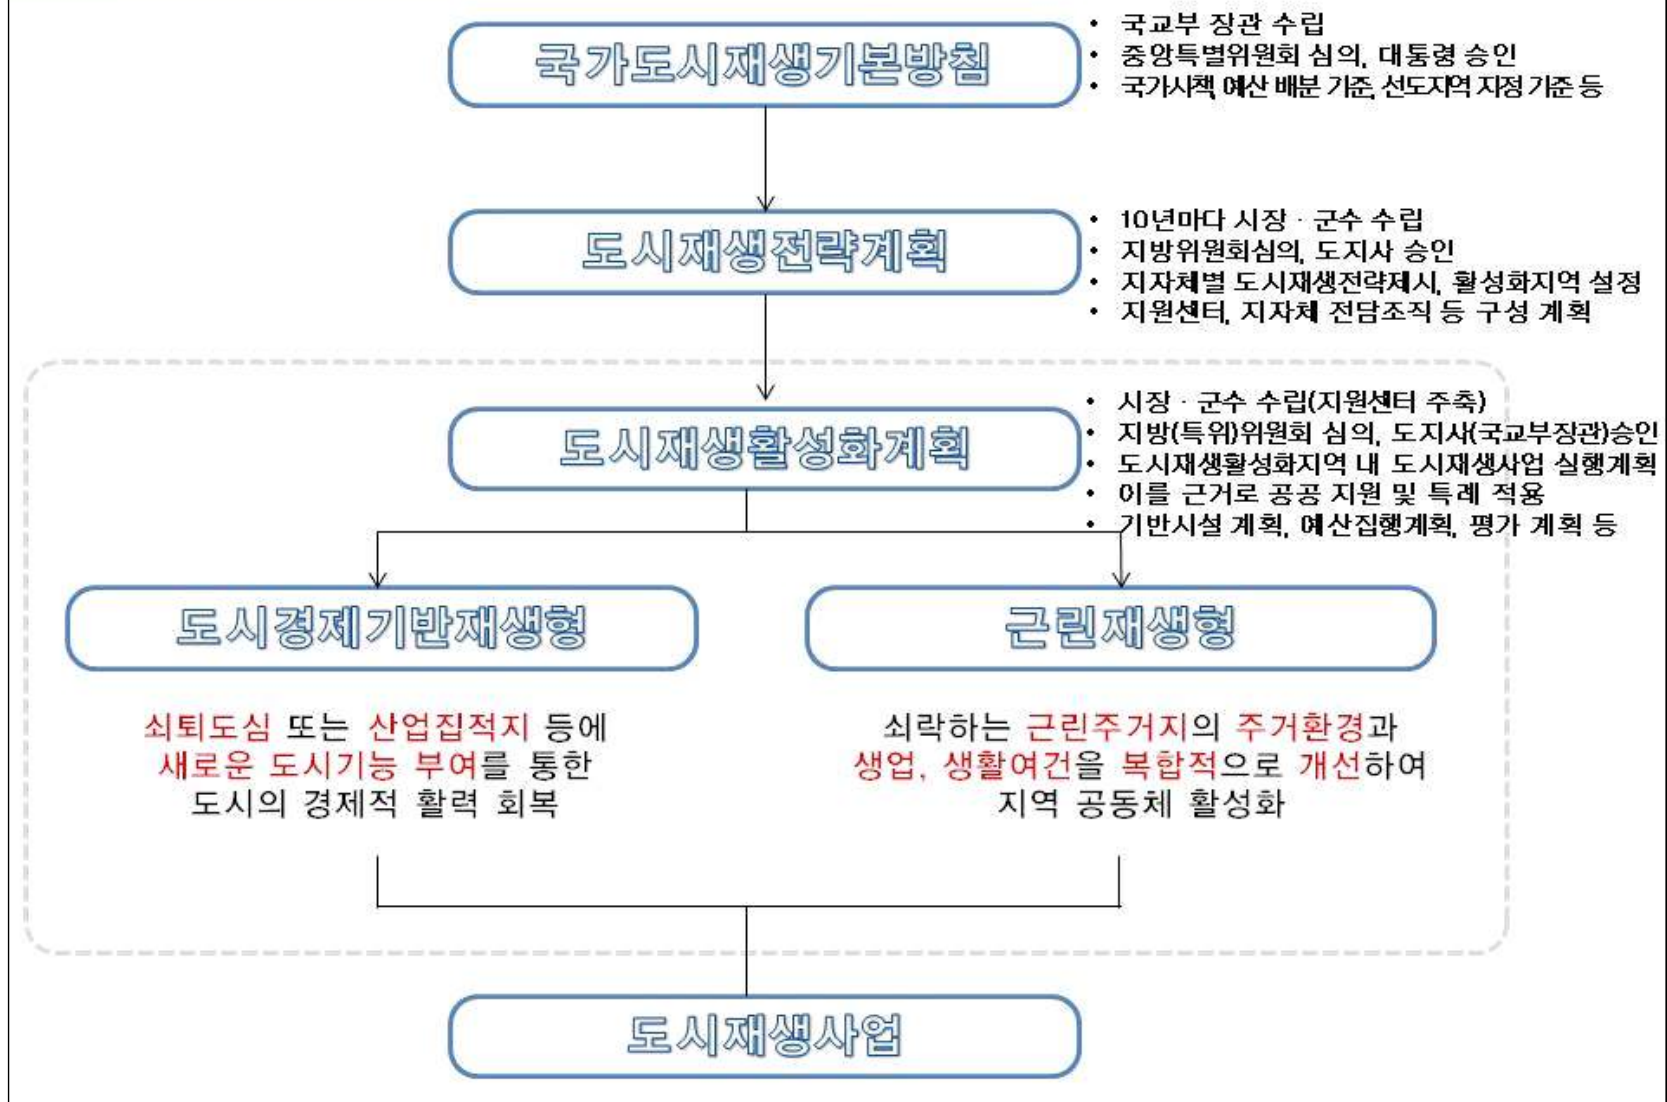 국가도시재생기본방침
• 국교부 장관 수립
• 중앙특별위원회 심의, 대통령 승인
• 국가시책, 예산 배분 기준, 선도지역 지정 기준 등
도시재생전략계획
• 10년마다 시장 · 군수 수립
• 지방위원회심의, 도지사 승인
• 지자체별 도시재생전략제시, 활성화지역 설정
• 지원센터, 지자체 전담조직 등 구성 계획
도시재생활성화계획
• 시장 · 군수 수립(지원센터 주축)
• 지방(특위)위원회 심의, 도지사(국교부장관)승인
• 도시재생활성화지역 내 도시재생사업 실행계획
• 이를 근거로 공공 지원 및 특례 적용
• 기반시설 계획, 예산집행계획, 평가 계획 등
도시경제기반재생형
쇠퇴도심 또는 산업집적지 등에
새로운 도시기능 부여를 통한
도시의 경제적 활력 회복
근린재생형
쇠락하는 근린주거지의 주거환경과
생업, 생활여건을 복합적으로 개선하여
지역 공동체 활성화
도시재생사업